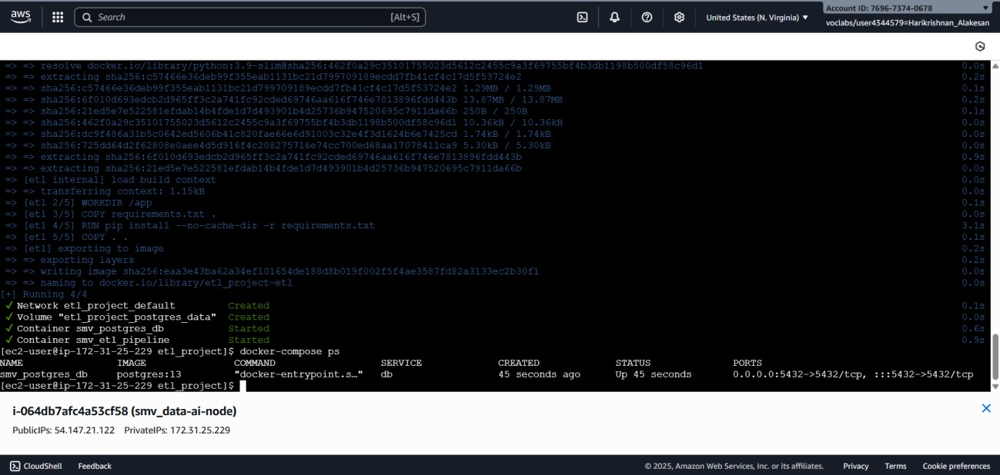 aws
Search [Alt+S]
United States (N. Virginia)
Account ID: 7696-7374-0678
voclabs/user4344579=Harikrishnan_Alakesan
=> => resolve docker.io/library/python:3.9-slim@sha256:462f0a29c35101755023d5612c2455c9a3f69755bf4b3db1198b500df58c96d1 0.0s
=> => extracting sha256:c57466e36deb99f355eab1131bc21d799709189ecdd7fb41cf4c17d5f53724e2 0.2s
=> => sha256:c57466e36deb99f355eab1131bc21d799709189ecdd7fb41cf4c17d5f53724e2 1.29MB / 1.29MB 0.1s
=> => sha256:6f010d693edcb2d965ff3c2a741fc92cded69746aa616f746e7813896fdd443b 13.87MB / 13.87MB 0.2s
=> => sha256:21ed5e7e522581efdab14b4fde1d7d493901b4d25736b947520695c7911da66b 250B / 250B 0.1s
=> => sha256:462f0a29c35101755023d5612c2455c9a3f69755bf4b3db1198b500df58c96d1 10.36kB / 10.36kB 0.0s
=> => sha256:dc9f486a31b5c0642ed5606b41c820fae66e6d91003c32e4f3d1624b6e7425cd 1.74kB / 1.74kB 0.0s
=> => sha256:725dd64d2f62808e0aee4d5d916f4c208275716e74cc700ed68aa17078411ca9 5.30kB / 5.30kB 0.0s
=> => extracting sha256:6f010d693edcb2d965ff3c2a741fc92cded69746aa616f746e7813896fdd443b 0.9s
=> => extracting sha256:21ed5e7e522581efdab14b4fde1d7d493901b4d25736b947520695c7911da66b 0.0s
=> [etl internal] load build context 0.0s
=> => transferring context: 1.15kB 0.0s
=> [etl 2/5] WORKDIR /app 0.1s
=> [etl 3/5] COPY requirements.txt . 0.0s
=> [etl 4/5] RUN pip install --no-cache-dir -r requirements.txt 3.1s
=> [etl 5/5] COPY . . 0.1s
=> [etl] exporting to image 0.2s
=> => exporting layers 0.2s
=> => writing image sha256:eaa3e43ba62a34ef101654de188d8b019f002f5f4ae3587fd82a3133ec2b30f1 0.0s
=> => naming to docker.io/library/etl_project-etl 0.0s
[+] Running 4/4
✓ Network etl_project_default Created 0.1s
✓ Volume "etl_project_postgres_data" Created 0.0s
✓ Container smv_postgres_db Started 0.6s
✓ Container smv_etl_pipeline Started 0.9s
[ec2-user@ip-172-31-25-229 etl_project]$ docker-compose ps
NAME IMAGE COMMAND SERVICE CREATED STATUS PORTS
smv_postgres_db postgres:13 "docker-entrypoint.s…" db 45 seconds ago Up 45 seconds 0.0.0.0:5432->5432/tcp, :::5432->5432/tcp
[ec2-user@ip-172-31-25-229 etl_project]$
i-064db7afc4a53cf58 (smv_data-ai-node)
PublicIPs: 54.147.21.122 PrivateIPs: 172.31.25.229
CloudShell Feedback © 2025, Amazon Web Services, Inc. or its affiliates. Privacy Terms Cookie preferences